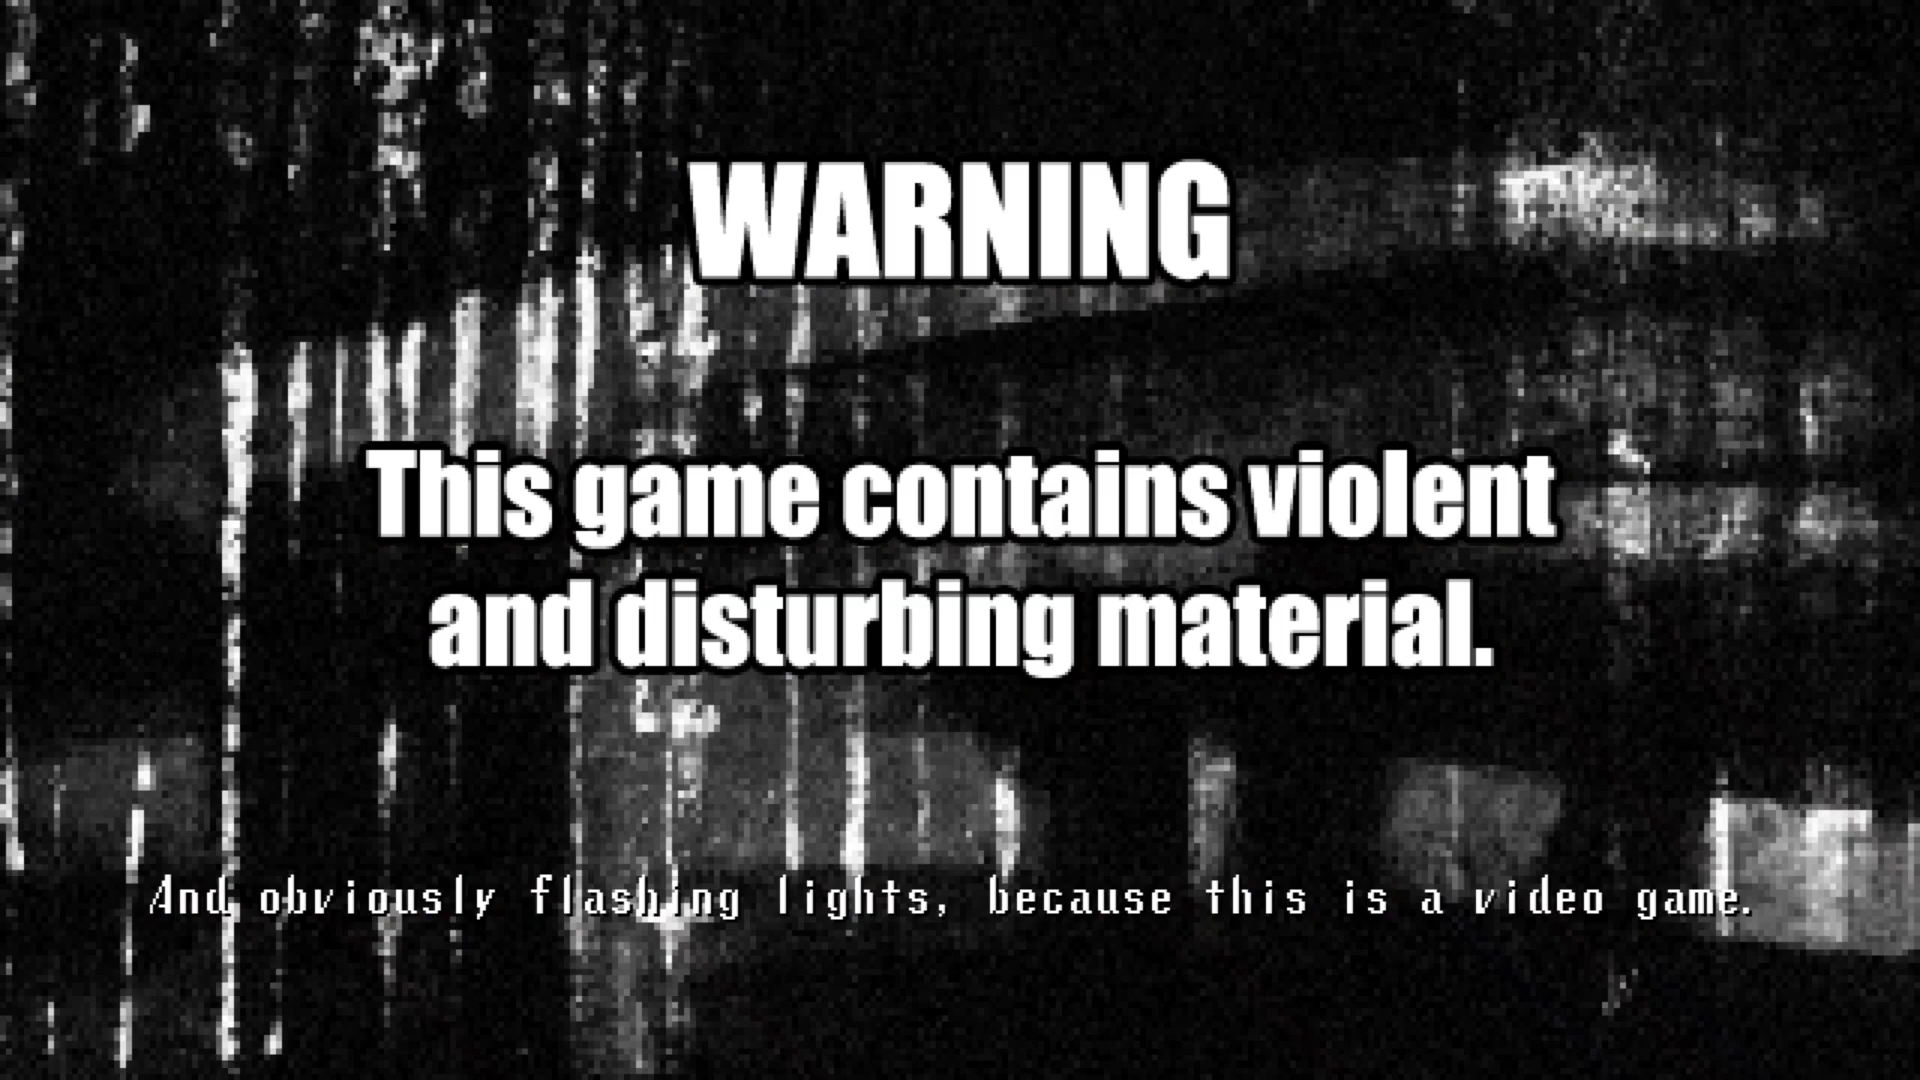 WARNING
This game contains violent
and disturbing material.
And obviously flashing lights, because this is a video game.